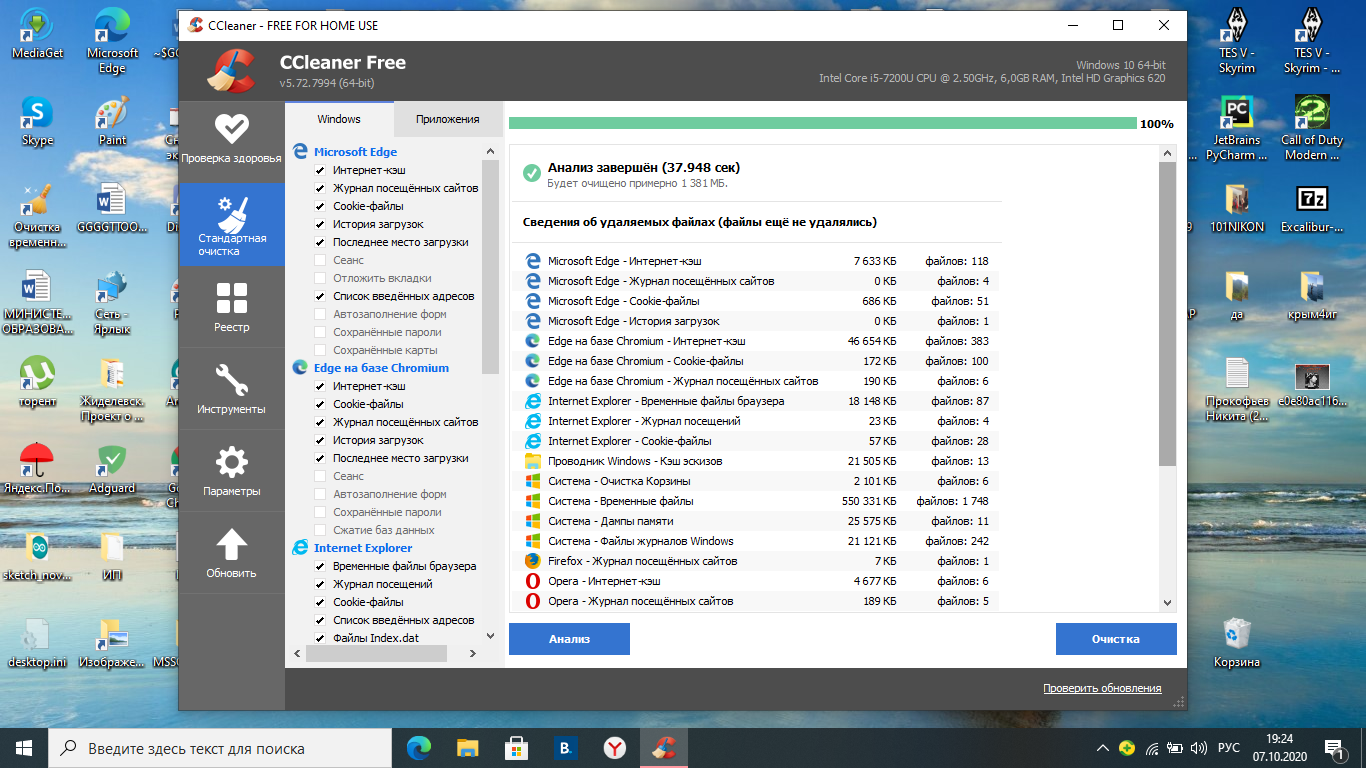 CCleaner - FREE FOR HOME USE
CCleaner Free
v5.72.7994 (64-bit)
Windows 10 64-bit
Intel Core i5-7200U CPU @ 2.50GHz, 6,0GB RAM, Intel HD Graphics 620
MediaGet
Microsoft
Edge
~$GC
Skype
Paint
Очистка
временн...
GGGGTTOO...
МИНИСТЕ...
ОБРАЗОВА...
Сеть -
Ярлык
торент
Жиделевск.
Проект о ...
Яндекс.По...
Adguard
sketch_nov...
ИП
desktop.ini
Изображе...
MSSC
Проверка здоровья
Стандартная
очистка
Реестр
Инструменты
Параметры
Обновить
Windows
Приложения
Microsoft Edge
Интернет-кэш
Журнал посещённых сайтов
Cookie-файлы
История загрузок
Последнее место загрузки
Сеанс
Отложить вкладки
Список введённых адресов
Автозаполнение форм
Сохранённые пароли
Сохранённые карты
Edge на базе Chromium
Интернет-кэш
Cookie-файлы
Журнал посещённых сайтов
История загрузок
Последнее место загрузки
Сеанс
Автозаполнение форм
Сохранённые пароли
Сжатие баз данных
Internet Explorer
Временные файлы браузера
Журнал посещений
Cookie-файлы
Список введённых адресов
Файлы Index.dat
100%
Анализ завершён (37.948 сек)
Будет очищено примерно 1 381 МБ.
Сведения об удаляемых файлах (файлы ещё не удалялись)
Microsoft Edge - Интернет-кэш 7 633 КБ файлов: 118
Microsoft Edge - Журнал посещённых сайтов 0 КБ файлов: 4
Microsoft Edge - Cookie-файлы 686 КБ файлов: 51
Microsoft Edge - История загрузок 0 КБ файлов: 1
Edge на базе Chromium - Интернет-кэш 46 654 КБ файлов: 383
Edge на базе Chromium - Cookie-файлы 172 КБ файлов: 100
Edge на базе Chromium - Журнал посещённых сайтов 190 КБ файлов: 6
Internet Explorer - Временные файлы браузера 18 148 КБ файлов: 87
Internet Explorer - Журнал посещений 23 КБ файлов: 4
Internet Explorer - Cookie-файлы 57 КБ файлов: 28
Проводник Windows - Кэш эскизов 21 505 КБ файлов: 13
Система - Очистка Корзины 2 101 КБ файлов: 6
Система - Временные файлы 550 331 КБ файлов: 1 748
Система - Дампы памяти 25 575 КБ файлов: 11
Система - Файлы журналов Windows 21 121 КБ файлов: 242
Firefox - Журнал посещённых сайтов 7 КБ файлов: 1
Opera - Интернет-кэш 4 677 КБ файлов: 6
Opera - Журнал посещённых сайтов 189 КБ файлов: 5
Анализ
Очистка
Проверить обновления
TES V -
Skyrim
TES V -
Skyrim - ...
PC
JetBrains
PyCharm ...
2
Call of Duty
Modern ...
101NIKON
7z
Excalibur-...
да
крым4иг
Прокофьев
Никита (2...
e0e80ac116...
Корзина
Введите здесь текст для поиска
B.
Y
РУС
19:24
07.10.2020
1